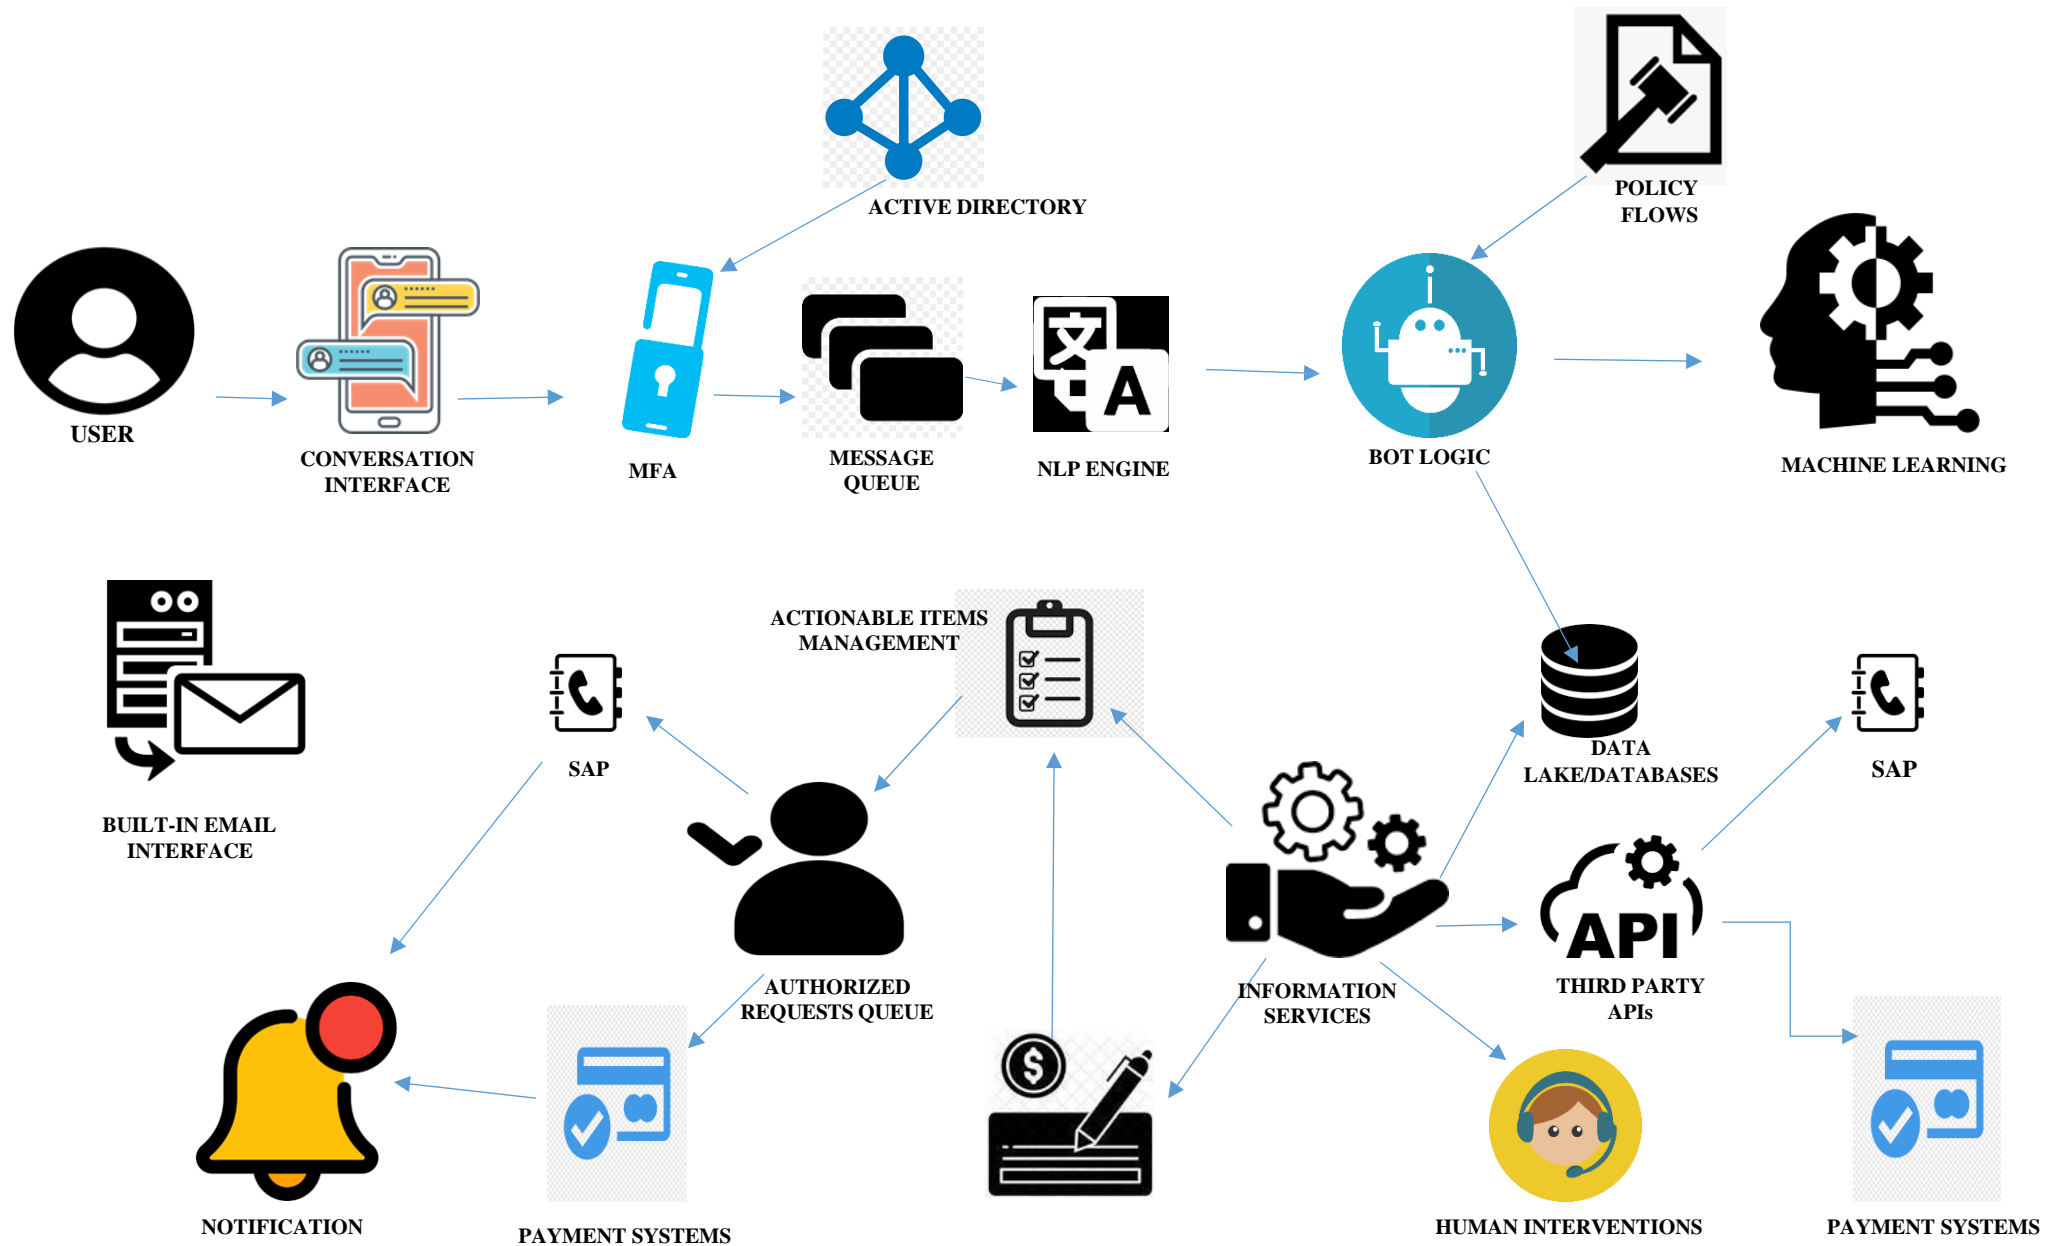 ACTIVE DIRECTORY
POLICY
FLOWS
USER
CONVERSATION
INTERFACE
MFA
MESSAGE
QUEUE
文
A
NLP ENGINE
BOT LOGIC
MACHINE LEARNING
BUILT-IN EMAIL
INTERFACE
SAP
ACTIONABLE ITEMS
MANAGEMENT
DATA
LAKE/DATABASES
SAP
AUTHORIZED
REQUESTS QUEUE
INFORMATION
SERVICES
API
THIRD PARTY
APIs
$
NOTIFICATION
PAYMENT SYSTEMS
HUMAN INTERVENTIONS
PAYMENT SYSTEMS